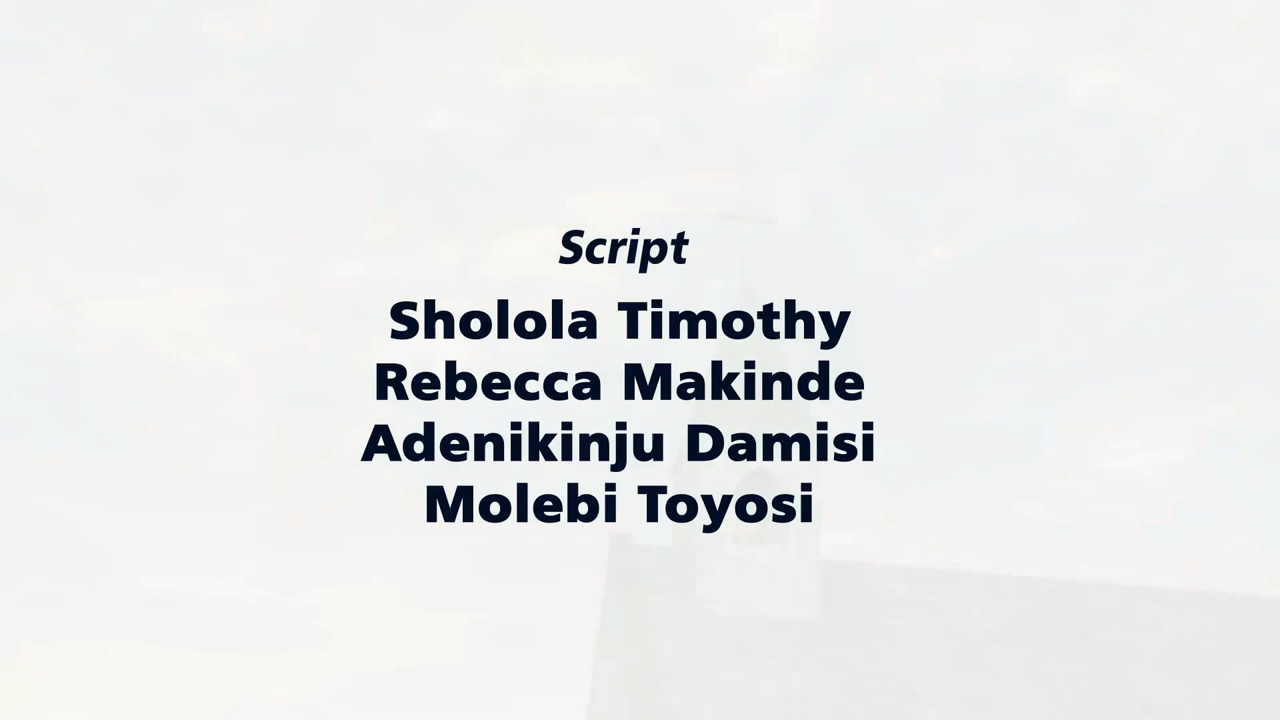 Script
Sholola Timothy
Rebecca Makinde
Adenikinju Damisi
Molebi Toyosi